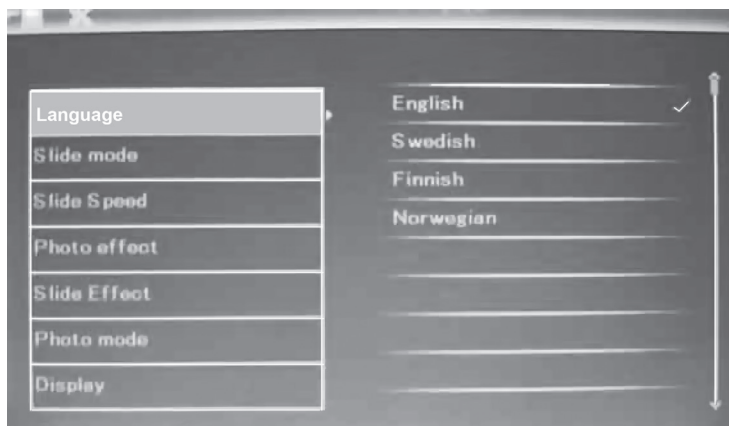 Language
Slide mode
Slide Speed
Photo effect
Slide Effect
Photo mode
Display
English
Swedish
Finnish
Norwegian